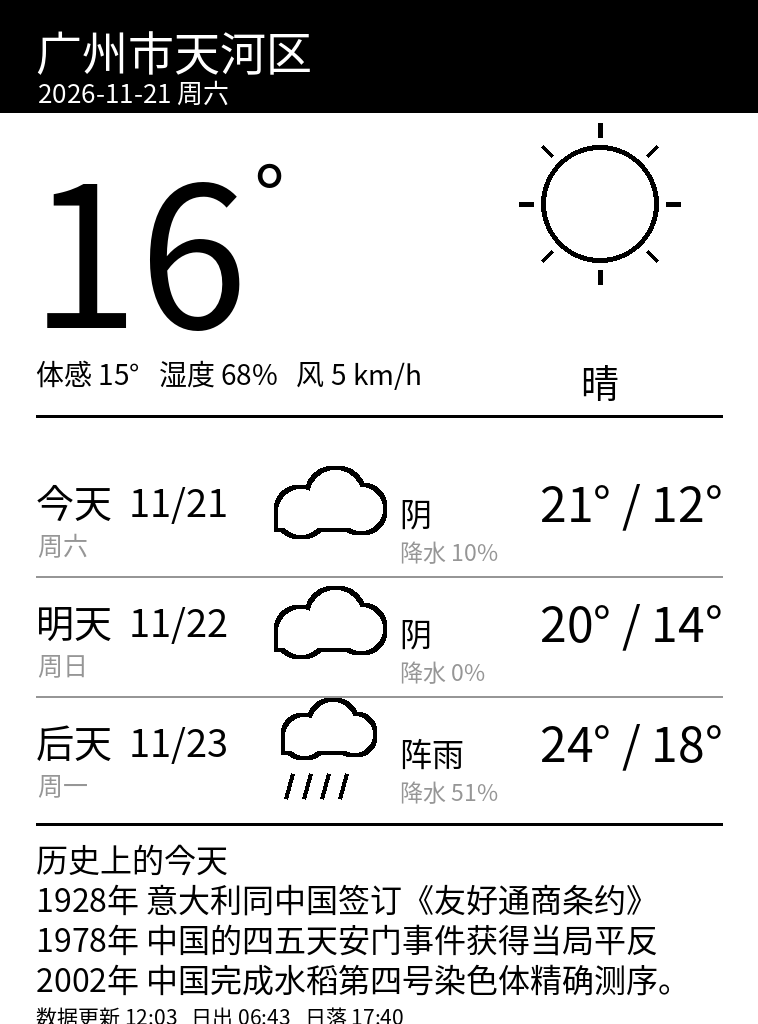 广州市天河区
2026-11-21 周六
16°
体感 15° 湿度 68% 风 5 km/h
晴
今天 11/21 阴 21° / 12°
周六 降水 10%
明天 11/22 阴 20° / 14°
周日 降水 0%
后天 11/23 阵雨 24° / 18°
周一 降水 51%
历史上的今天
1928年 意大利同中国签订《友好通商条约》
1978年 中国的四五天安门事件获得当局平反
2002年 中国完成水稻第四号染色体精确测序。
数据更新 12:03 日出 06:43 日落 17:40